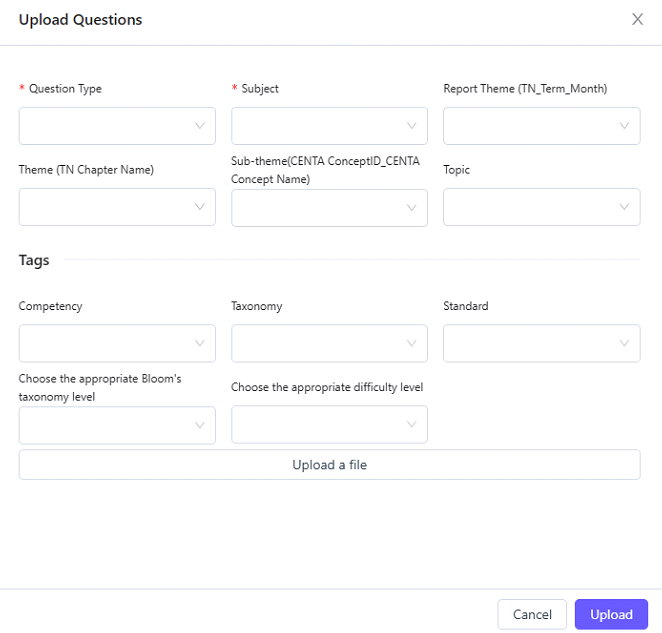 Upload Questions
* Question Type
* Subject
Report Theme (TN_Term_Month)
Theme (TN Chapter Name)
Sub-theme(CENTA ConceptID_CENTA
Concept Name)
Topic
Tags
Competency
Taxonomy
Standard
Choose the appropriate Bloom's
taxonomy level
Choose the appropriate difficulty level
Upload a file
Cancel
Upload